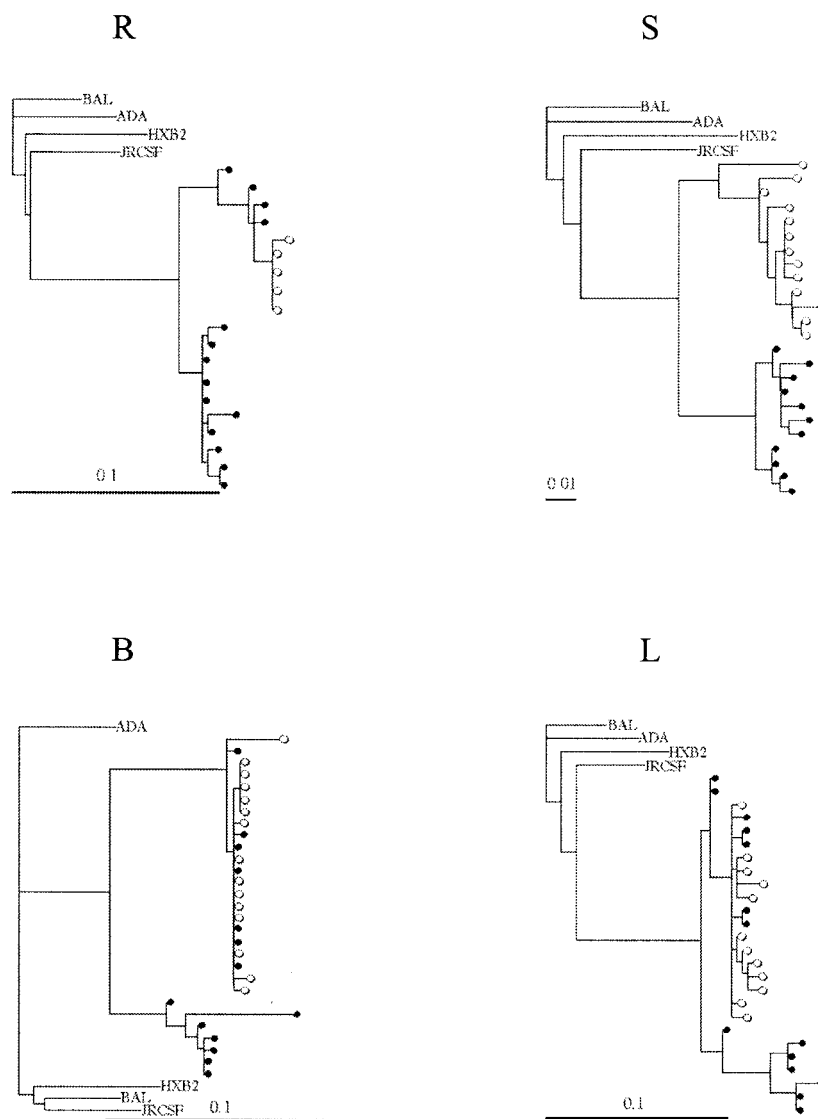 R
S
BAL
ADA
HXB2
JRCSF
0.1
BAL
ADA
HXB2
JRCSF
0.01
B
L
ADA
HXB2
BAL
JRCSF
0.1
BAL
ADA
HXB2
JRCSF
0.1